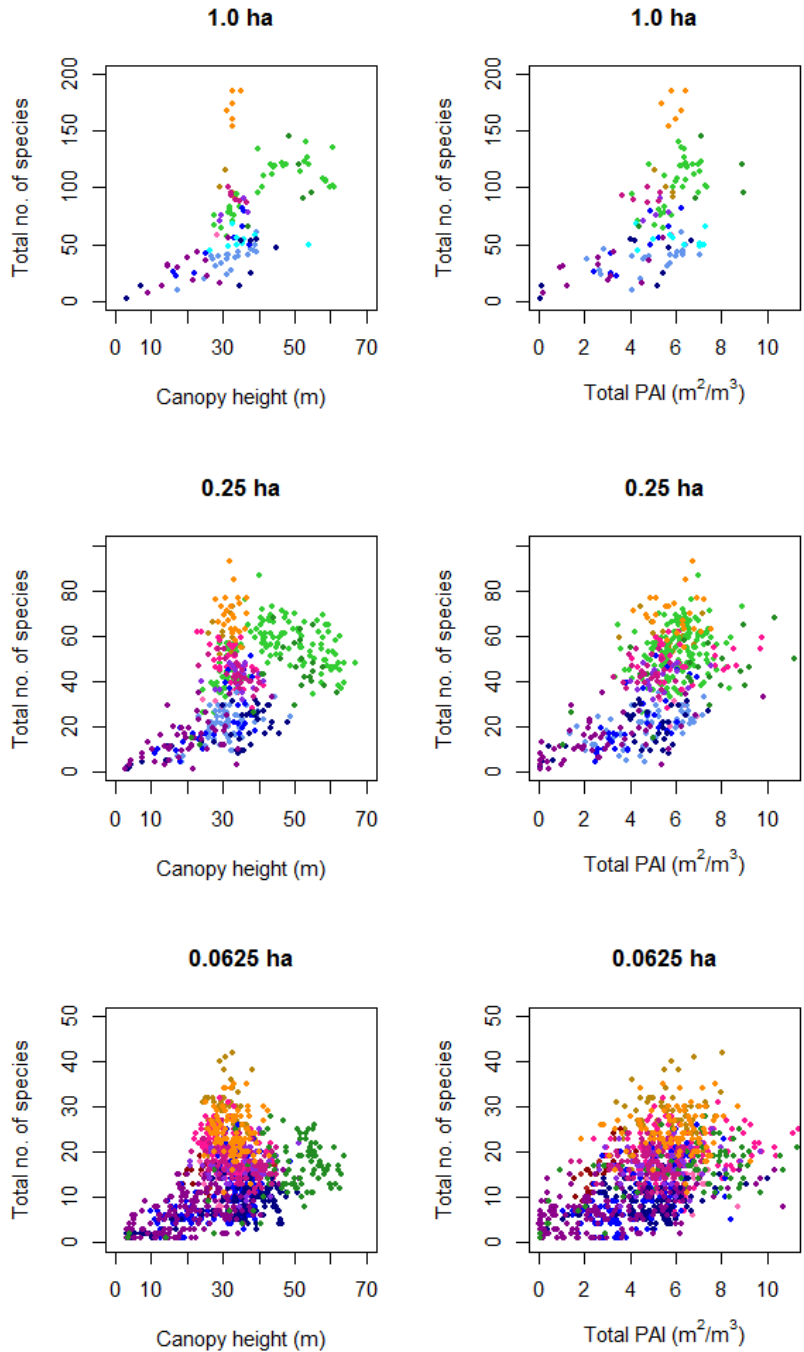 1.0 ha
Total no. of species
200
150
100
50
0
0 10 30 50 70
Canopy height (m)
1.0 ha
Total no. of species
200
150
100
50
0
0 2 4 6 8 10
Total PAI (m²/m³)
0.25 ha
Total no. of species
80
60
40
20
0
0 10 30 50 70
Canopy height (m)
0.25 ha
Total no. of species
80
60
40
20
0
0 2 4 6 8 10
Total PAI (m²/m³)
0.0625 ha
Total no. of species
50
40
30
20
10
0
0 10 30 50 70
Canopy height (m)
0.0625 ha
Total no. of species
50
40
30
20
10
0
0 2 4 6 8 10
Total PAI (m²/m³)